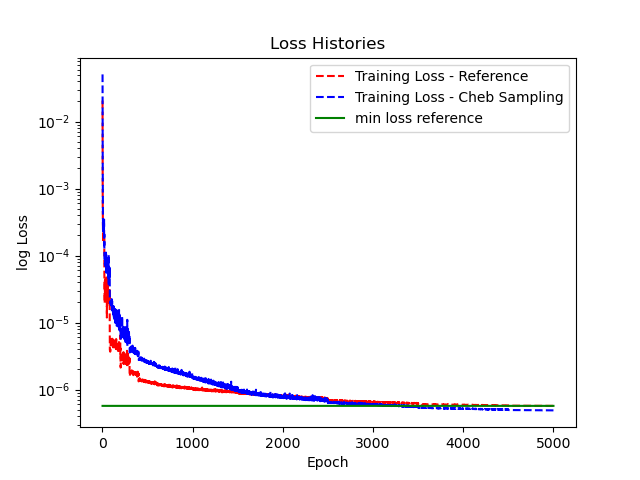 Loss Histories
Training Loss - Reference
Training Loss - Cheb Sampling
min loss reference
log Loss
10⁻²
10⁻³
10⁻⁴
10⁻⁵
10⁻⁶
0 1000 2000 3000 4000 5000
Epoch